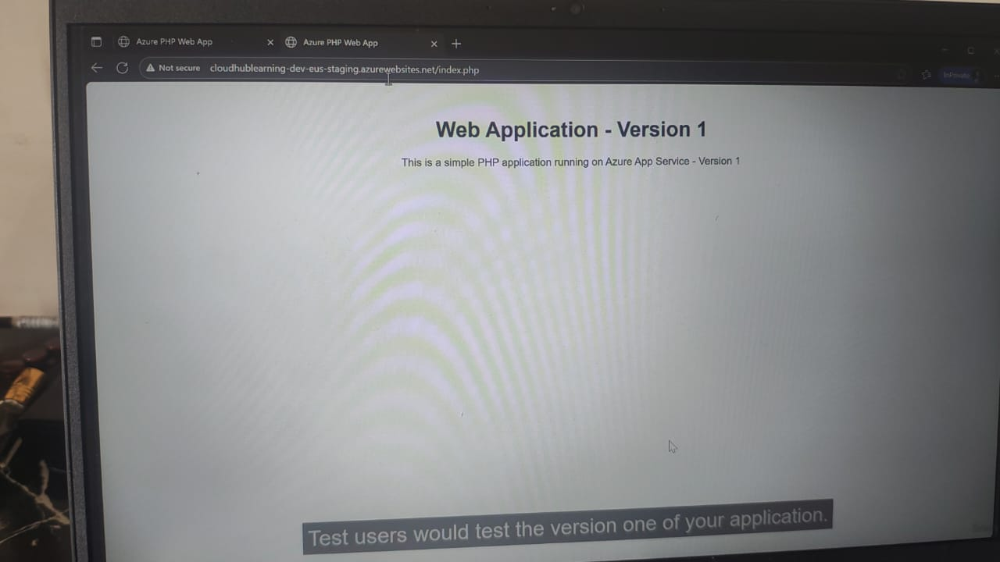 Azure PHP Web App
Azure PHP Web App
Not secure cloudhublearning-dev-eus-staging.azurewebsites.net/index.php
InPrivate
Web Application - Version 1
This is a simple PHP application running on Azure App Service - Version 1
Test users would test the version one of your application.